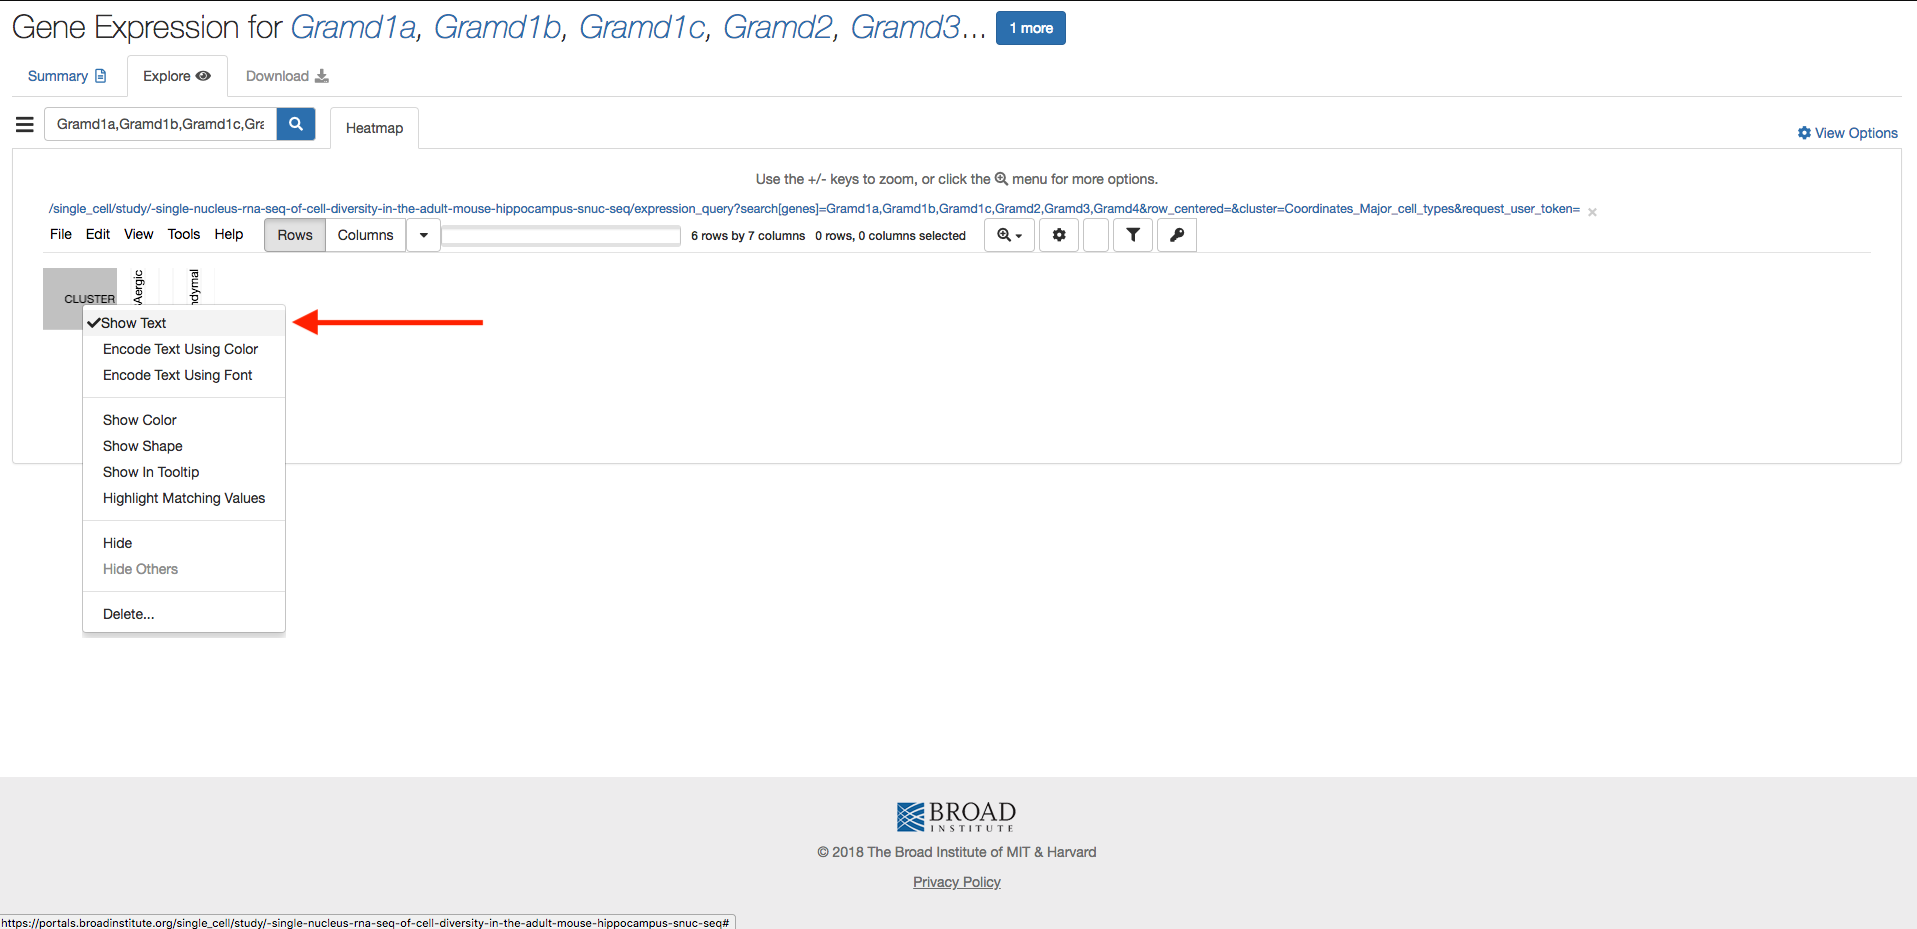 Gene Expression for Gramd1a, Gramd1b, Gramd1c, Gramd2, Gramd3... 1 more
Summary Explore Download
Gramd1a,Gramd1b,Gramd1c,Gra Heatmap
View Options
Use the +/- keys to zoom, or click the menu for more options.
/single_cell/study/-single-nucleus-rna-seq-of-cell-diversity-in-the-adult-mouse-hippocampus-snuc-seq/expression_query?search[genes]=Gramd1a,Gramd1b,Gramd1c,Gramd2,Gramd3,Gramd4&row_centered=&cluster=Coordinates_Major_cell_types&request_user_token= ×
File Edit View Tools Help Rows Columns 6 rows by 7 columns 0 rows, 0 columns selected
CLUSTER
Aergic
dymal
Show Text
Encode Text Using Color
Encode Text Using Font
Show Color
Show Shape
Show In Tooltip
Highlight Matching Values
Hide
Hide Others
Delete...
BROAD
INSTITUTE
© 2018 The Broad Institute of MIT & Harvard
Privacy Policy
https://portals.broadinstitute.org/single_cell/study/-single-nucleus-rna-seq-of-cell-diversity-in-the-adult-mouse-hippocampus-snuc-seq#